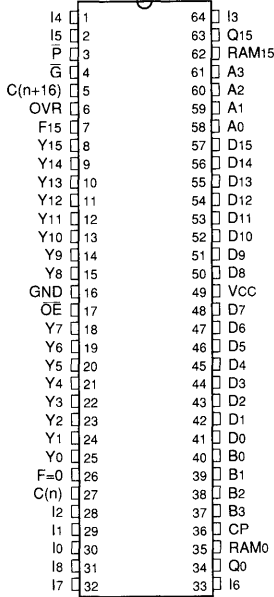 I4 1 64 I3
I5 2 63 Q15
P̅ 3 62 RAM15
G̅ 4 61 A3
C(n+16) 5 60 A2
OVR 6 59 A1
F15 7 58 A0
Y15 8 57 D15
Y14 9 56 D14
Y13 10 55 D13
Y12 11 54 D12
Y11 12 53 D11
Y10 13 52 D10
Y9 14 51 D9
Y8 15 50 D8
GND 16 49 VCC
O̅E̅ 17 48 D7
Y7 18 47 D6
Y6 19 46 D5
Y5 20 45 D4
Y4 21 44 D3
Y3 22 43 D2
Y2 23 42 D1
Y1 24 41 D0
Y0 25 40 B0
F=0 26 39 B1
C(n) 27 38 B2
I2 28 37 B3
I1 29 36 CP
I0 30 35 RAM0
I8 31 34 Q0
I7 32 33 I6